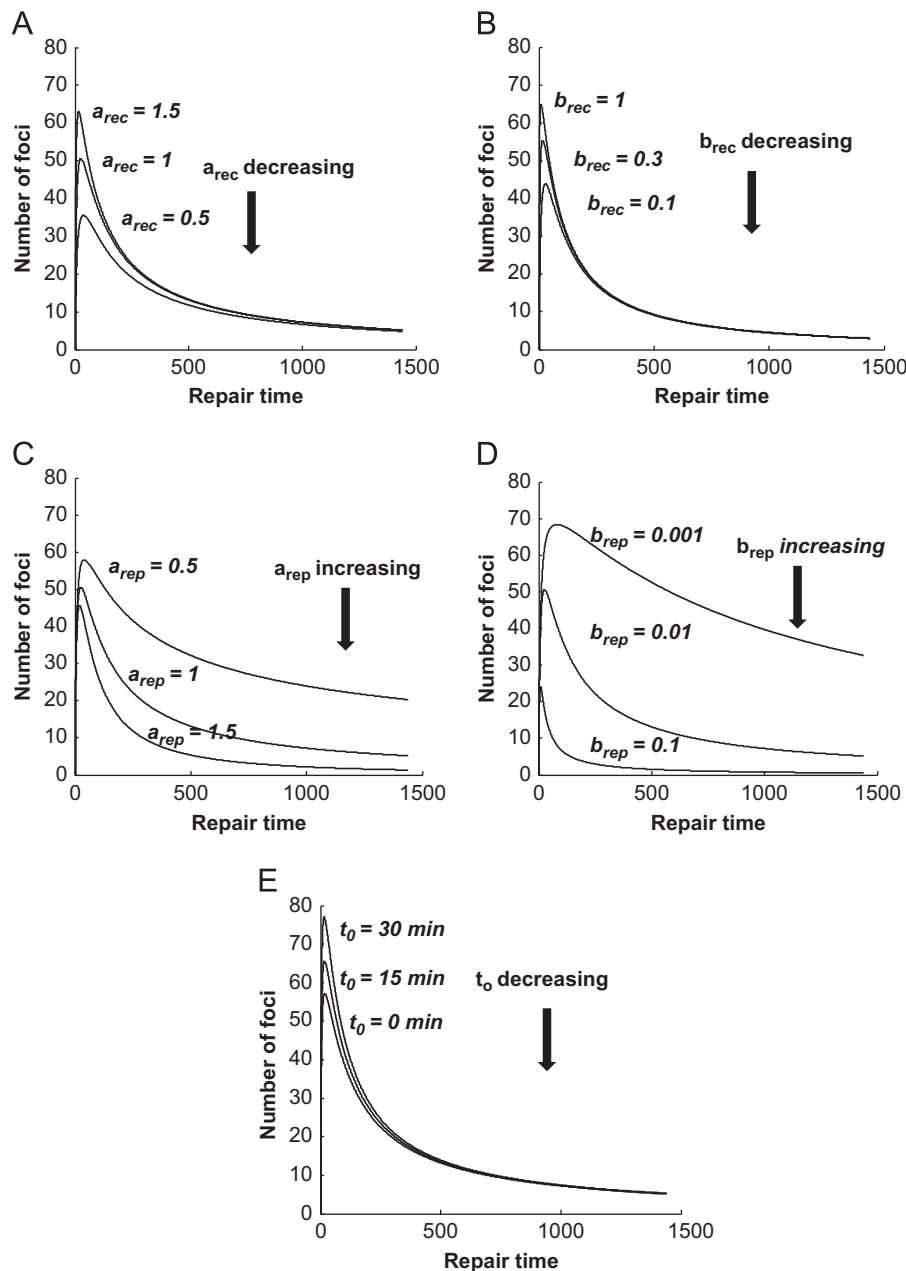 A
80
70
60
50
40
30
20
10
0
Number of foci
a_rec = 1.5
a_rec = 1
a_rec = 0.5
a_rec decreasing
0 500 1000 1500
Repair time
B
80
70
60
50
40
30
20
10
0
Number of foci
b_rec = 1
b_rec = 0.3
b_rec = 0.1
b_rec decreasing
0 500 1000 1500
Repair time
C
80
70
60
50
40
30
20
10
0
Number of foci
a_rep = 0.5
a_rep = 1
a_rep = 1.5
a_rep increasing
0 500 1000 1500
Repair time
D
80
70
60
50
40
30
20
10
0
Number of foci
b_rep = 0.001
b_rep = 0.01
b_rep = 0.1
b_rep increasing
0 500 1000 1500
Repair time
E
80
70
60
50
40
30
20
10
0
Number of foci
t_0 = 30 min
t_0 = 15 min
t_0 = 0 min
t_o decreasing
0 500 1000 1500
Repair time